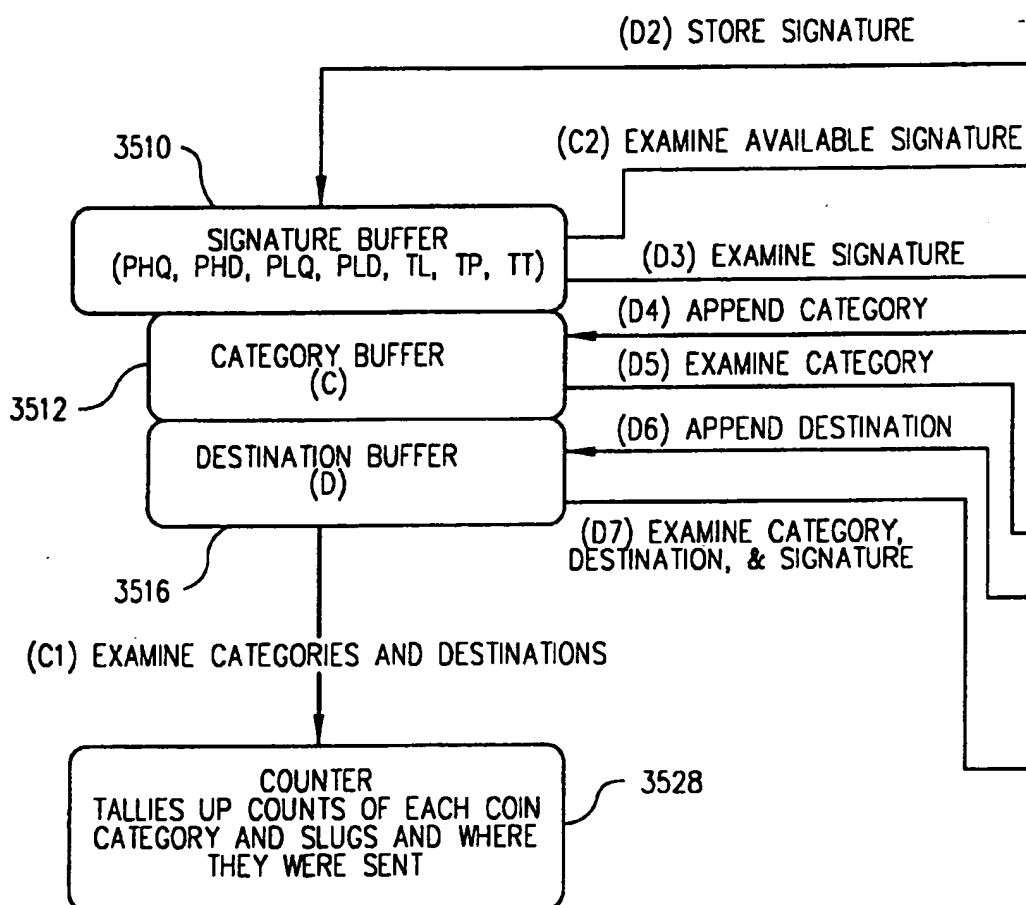 (D2) STORE SIGNATURE
3510
(C2) EXAMINE AVAILABLE SIGNATURE
SIGNATURE BUFFER
(PHQ, PHD, PLQ, PLD, TL, TP, TT)
(D3) EXAMINE SIGNATURE
(D4) APPEND CATEGORY
CATEGORY BUFFER
(C)
(D5) EXAMINE CATEGORY
3512
(D6) APPEND DESTINATION
DESTINATION BUFFER
(D)
(D7) EXAMINE CATEGORY,
DESTINATION, & SIGNATURE
3516
(C1) EXAMINE CATEGORIES AND DESTINATIONS
COUNTER
TALLIES UP COUNTS OF EACH COIN
CATEGORY AND SLUGS AND WHERE
THEY WERE SENT
3528